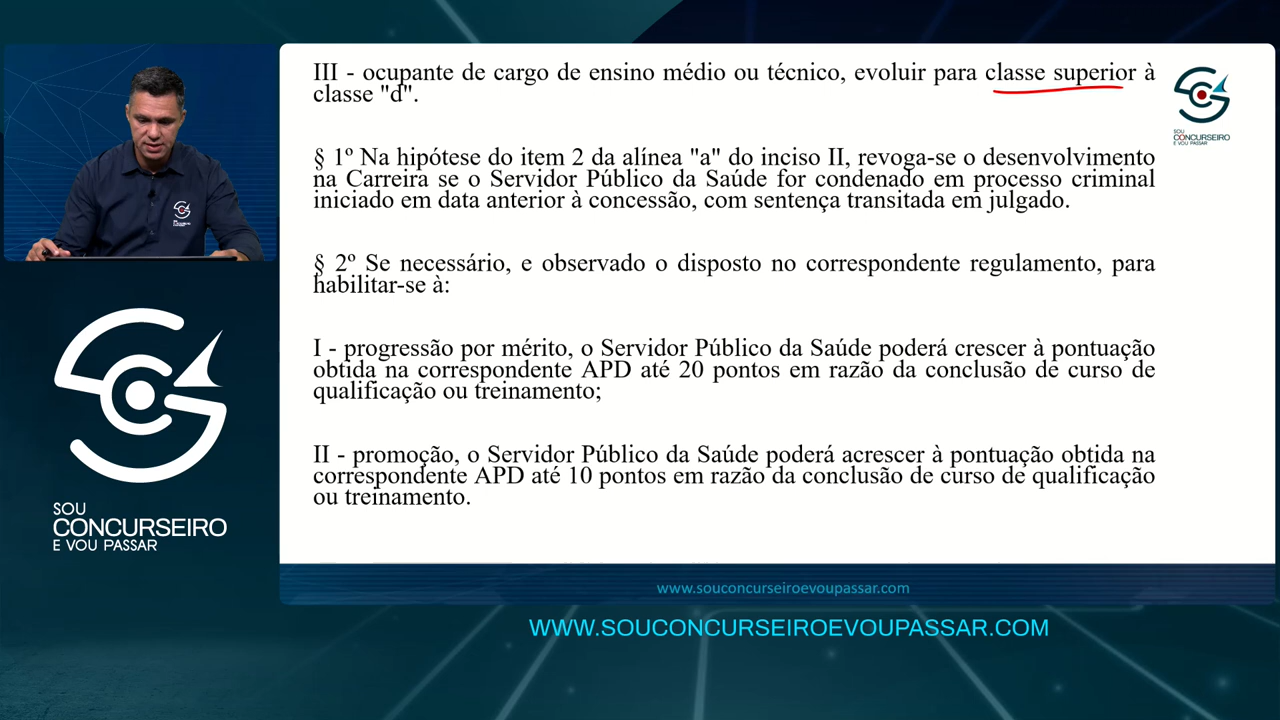 III - ocupante de cargo de ensino médio ou técnico, evoluir para classe superior à
classe "d".
§ 1º Na hipótese do item 2 da alínea "a" do inciso II, revoga-se o desenvolvimento
na Carreira se o Servidor Público da Saúde for condenado em processo criminal
iniciado em data anterior à concessão, com sentença transitada em julgado.
§ 2º Se necessário, e observado o disposto no correspondente regulamento, para
habilitar-se à:
I - progressão por mérito, o Servidor Público da Saúde poderá crescer à pontuação
obtida na correspondente APD até 20 pontos em razão da conclusão de curso de
qualificação ou treinamento;
II - promoção, o Servidor Público da Saúde poderá acrescer à pontuação obtida na
correspondente APD até 10 pontos em razão da conclusão de curso de qualificação
ou treinamento.
SOU
CONCURSEIRO
E VOU PASSAR
SOU
CONCURSEIRO
E VOU PASSAR
www.souconcurseiroevoupassar.com
WWW.SOUCONCURSEIROEVOUPASSAR.COM